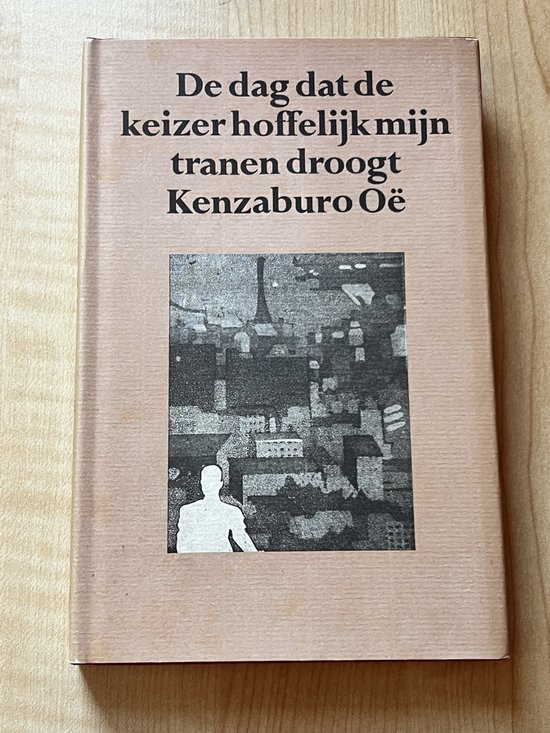 De dag dat de
keizer hoffelijk mijn
tranen droogt
Kenzaburo Oë